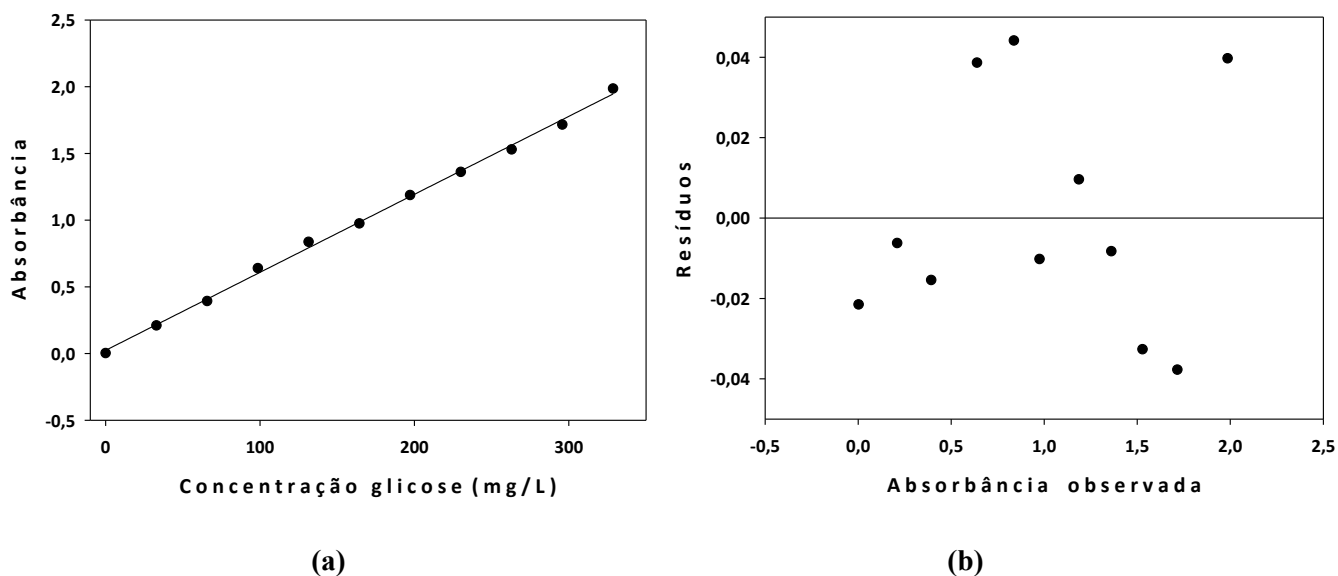 2,5
2,0
1,5
1,0
0,5
0,0
-0,5
Absorbância
0 100 200 300
Concentração glicose (mg/L)
(a)
0,04
0,02
0,00
-0,02
-0,04
Resíduos
-0,5 0,0 0,5 1,0 1,5 2,0 2,5
Absorbância observada
(b)